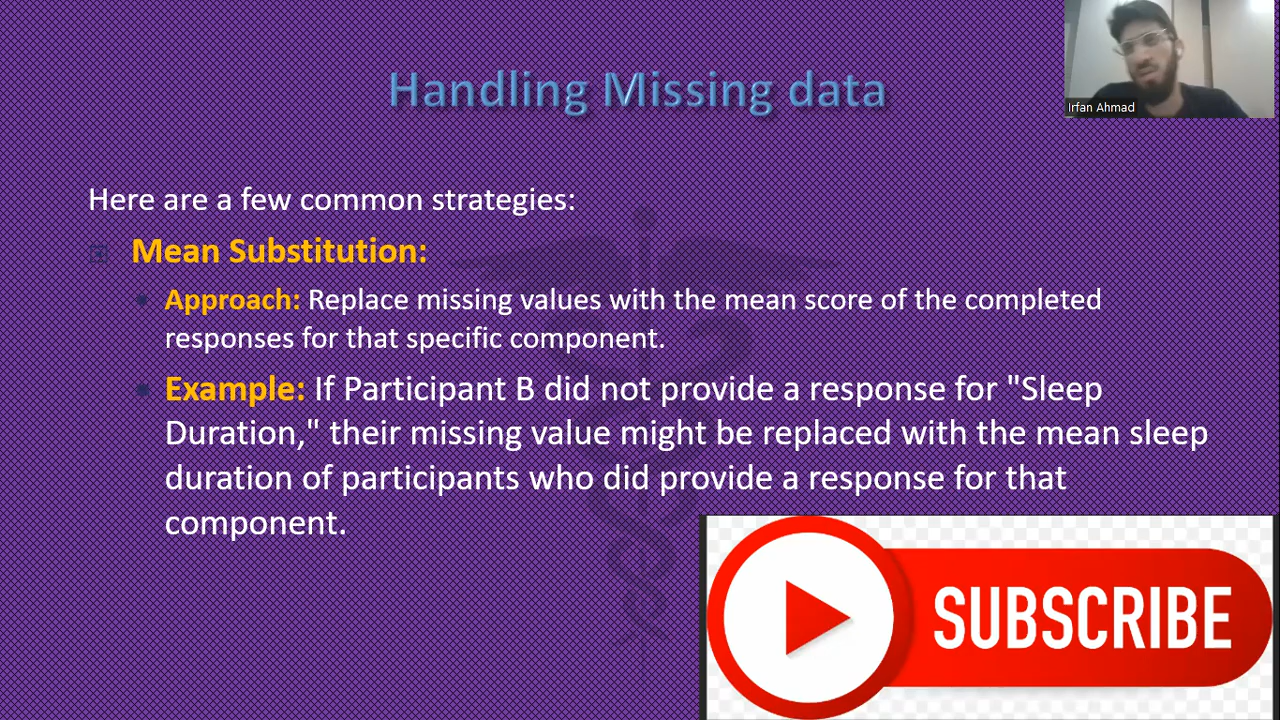 Handling Missing data
Irfan Ahmad
Here are a few common strategies:
Mean Substitution:
Approach: Replace missing values with the mean score of the completed
responses for that specific component.
Example: If Participant B did not provide a response for "Sleep
Duration," their missing value might be replaced with the mean sleep
duration of participants who did provide a response for that
component.
SUBSCRIBE